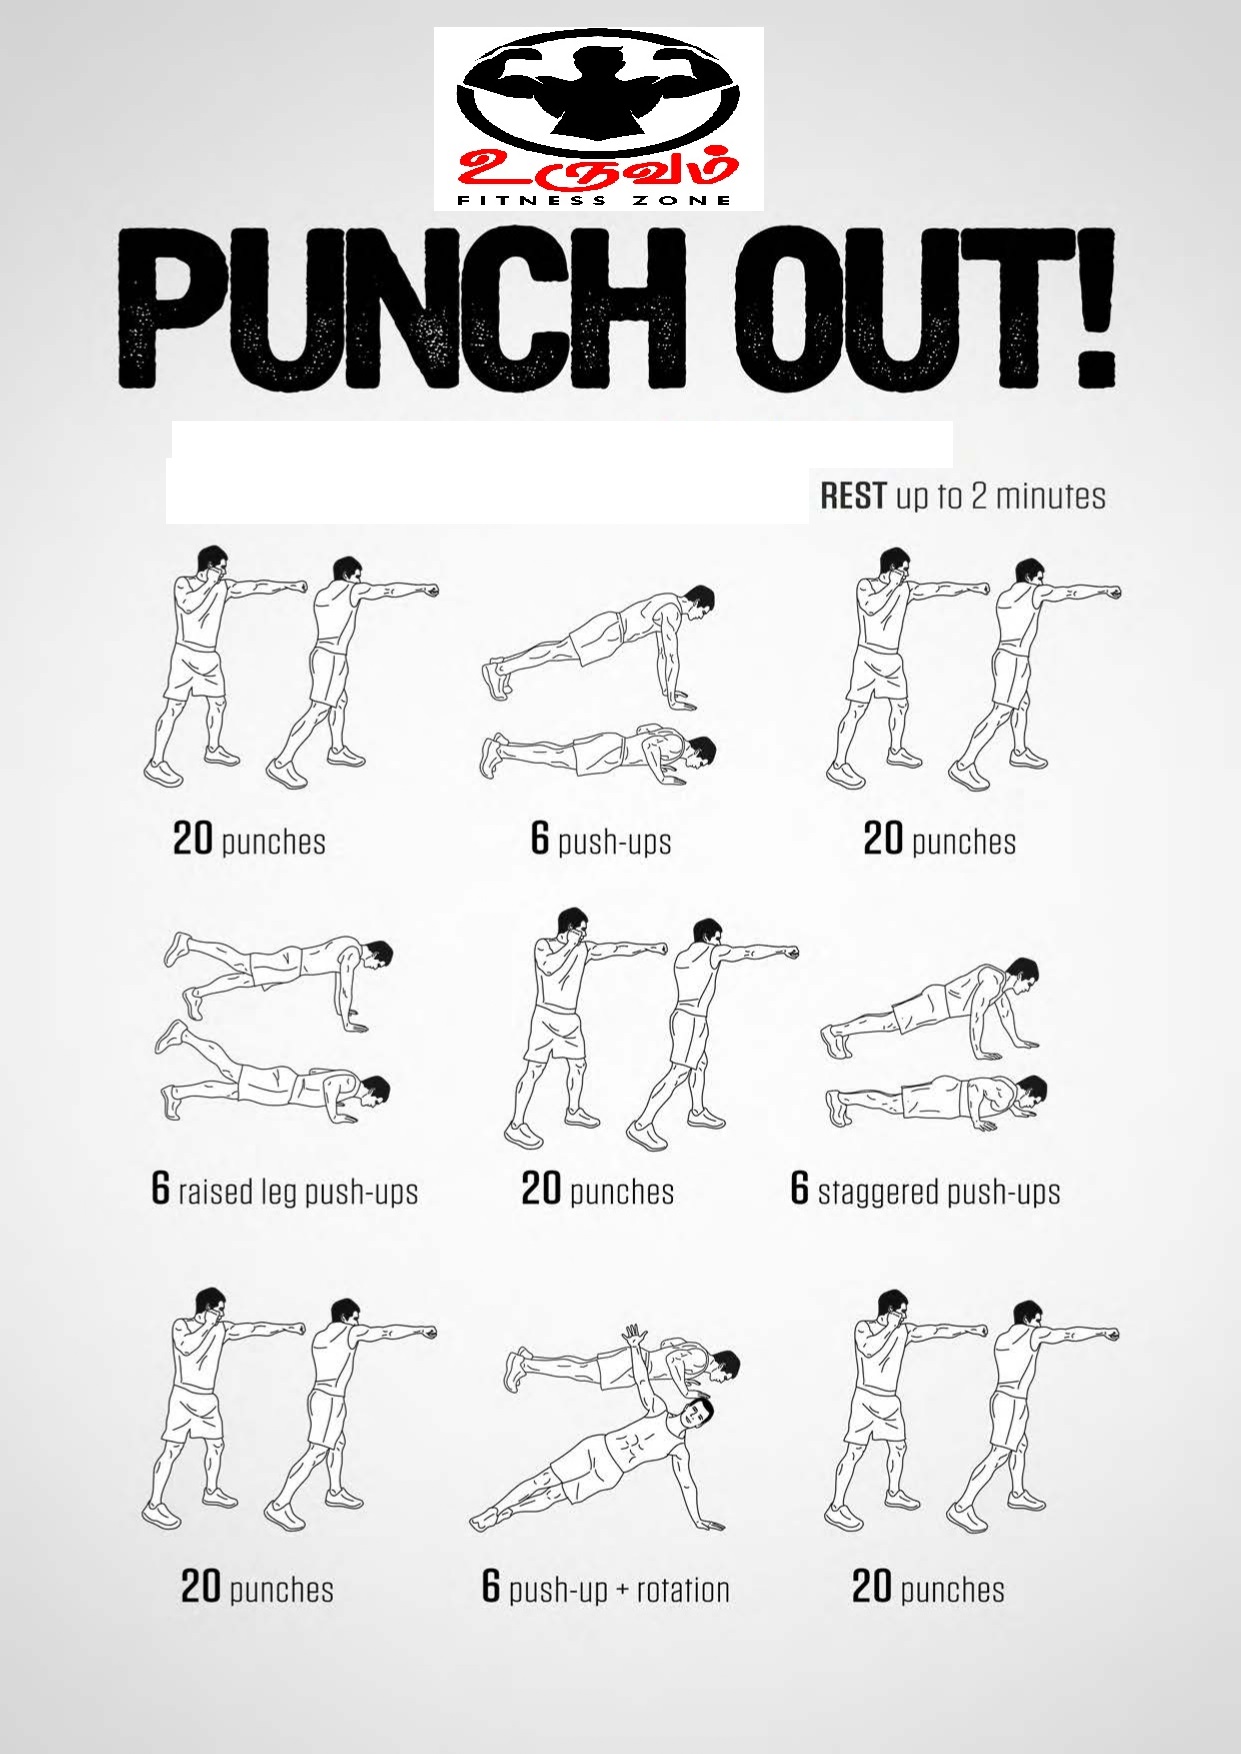 உருவம்
FITNESS ZONE
PUNCH OUT!
REST up to 2 minutes
20 punches
6 push-ups
20 punches
6 raised leg push-ups
20 punches
6 staggered push-ups
20 punches
6 push-up + rotation
20 punches